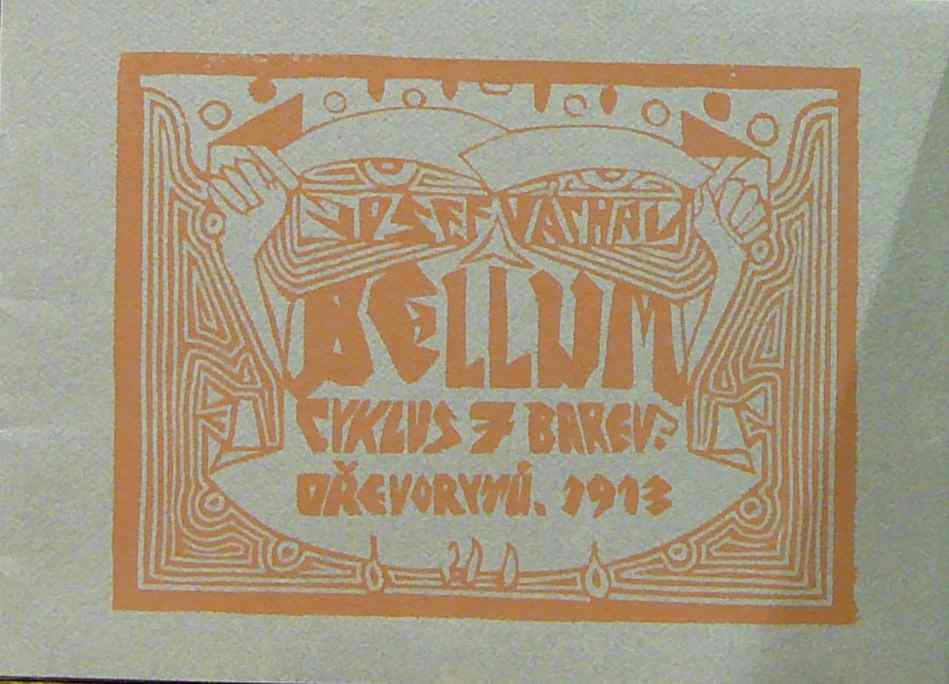 JOSEF VÁCHAL
BELLUM
CYKLUS 7 BAREV:
DŘEVORYTŮ. 1913